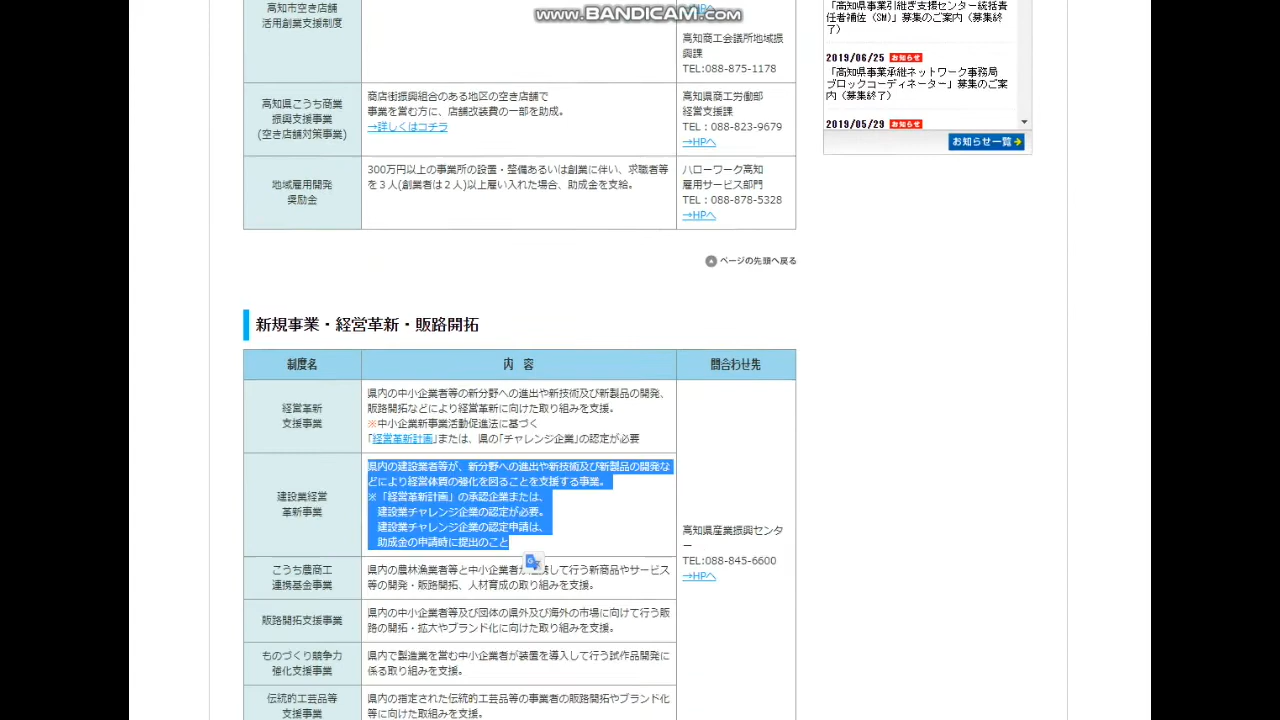 www.BANDICAM.com
高知市空き店舗
活用創業支援制度
→HPへ
高知商工会議所地域振
興課
TEL:088-875-1178
高知県こうち商業
振興支援事業
(空き店舗対策事業)
商店街振興組合のある地区の空き店舗で
事業を営む方に、店舗改装費の一部を助成。
→詳しくはコチラ
高知県商工労働部
経営支援課
TEL：088-823-9679
→HPへ
地域雇用開発
奨励金
300万円以上の事業所の設置・整備あるいは創業に伴い、求職者等
を３人(創業者は２人)以上雇い入れた場合、助成金を支給。
ハローワーク高知
雇用サービス部門
TEL：088-878-5328
→HPへ
「高知県事業引継ぎ支援センター統括責
任者補佐（SM)」募集のご案内（募集終
了）
2019/06/25 お知らせ
「高知県事業承継ネットワーク事務局
ブロックコーディネーター」募集のご案
内（募集終了）
2019/05/29 お知らせ
お知らせ一覧
ページの先頭へ戻る
新規事業・経営革新・販路開拓
制度名
内　容
問合わせ先
経営革新
支援事業
県内の中小企業者等の新分野への進出や新技術及び新製品の開発、
販路開拓などにより経営革新に向けた取り組みを支援。
※中小企業新事業活動促進法に基づく
「経営革新計画」または、県の「チャレンジ企業」の認定が必要
建設業経営
革新事業
県内の建設業者等が、新分野への進出や新技術及び新製品の開発な
どにより経営体質の強化を図ることを支援する事業。
※「経営革新計画」の承認企業または、
建設業チャレンジ企業の認定が必要。
建設業チャレンジ企業の認定申請は、
助成金の申請時に提出のこと
こうち農商工
連携基金事業
県内の農林漁業者等と中小企業者が連携して行う新商品やサービス
等の開発・販路開拓、人材育成の取り組みを支援。
販路開拓支援事業
県内の中小企業者等及び団体の県外及び海外の市場に向けて行う販
路の開拓・拡大やブランド化に向けた取り組みを支援。
ものづくり競争力
強化支援事業
県内で製造業を営む中小企業者が装置を導入して行う試作品開発に
係る取り組みを支援。
伝統的工芸品等
支援事業
県内の指定された伝統的工芸品等の事業者の販路開拓やブランド化
等に向けた取組みを支援。
高知県産業振興センタ
ー
TEL:088-845-6600
→HPへ